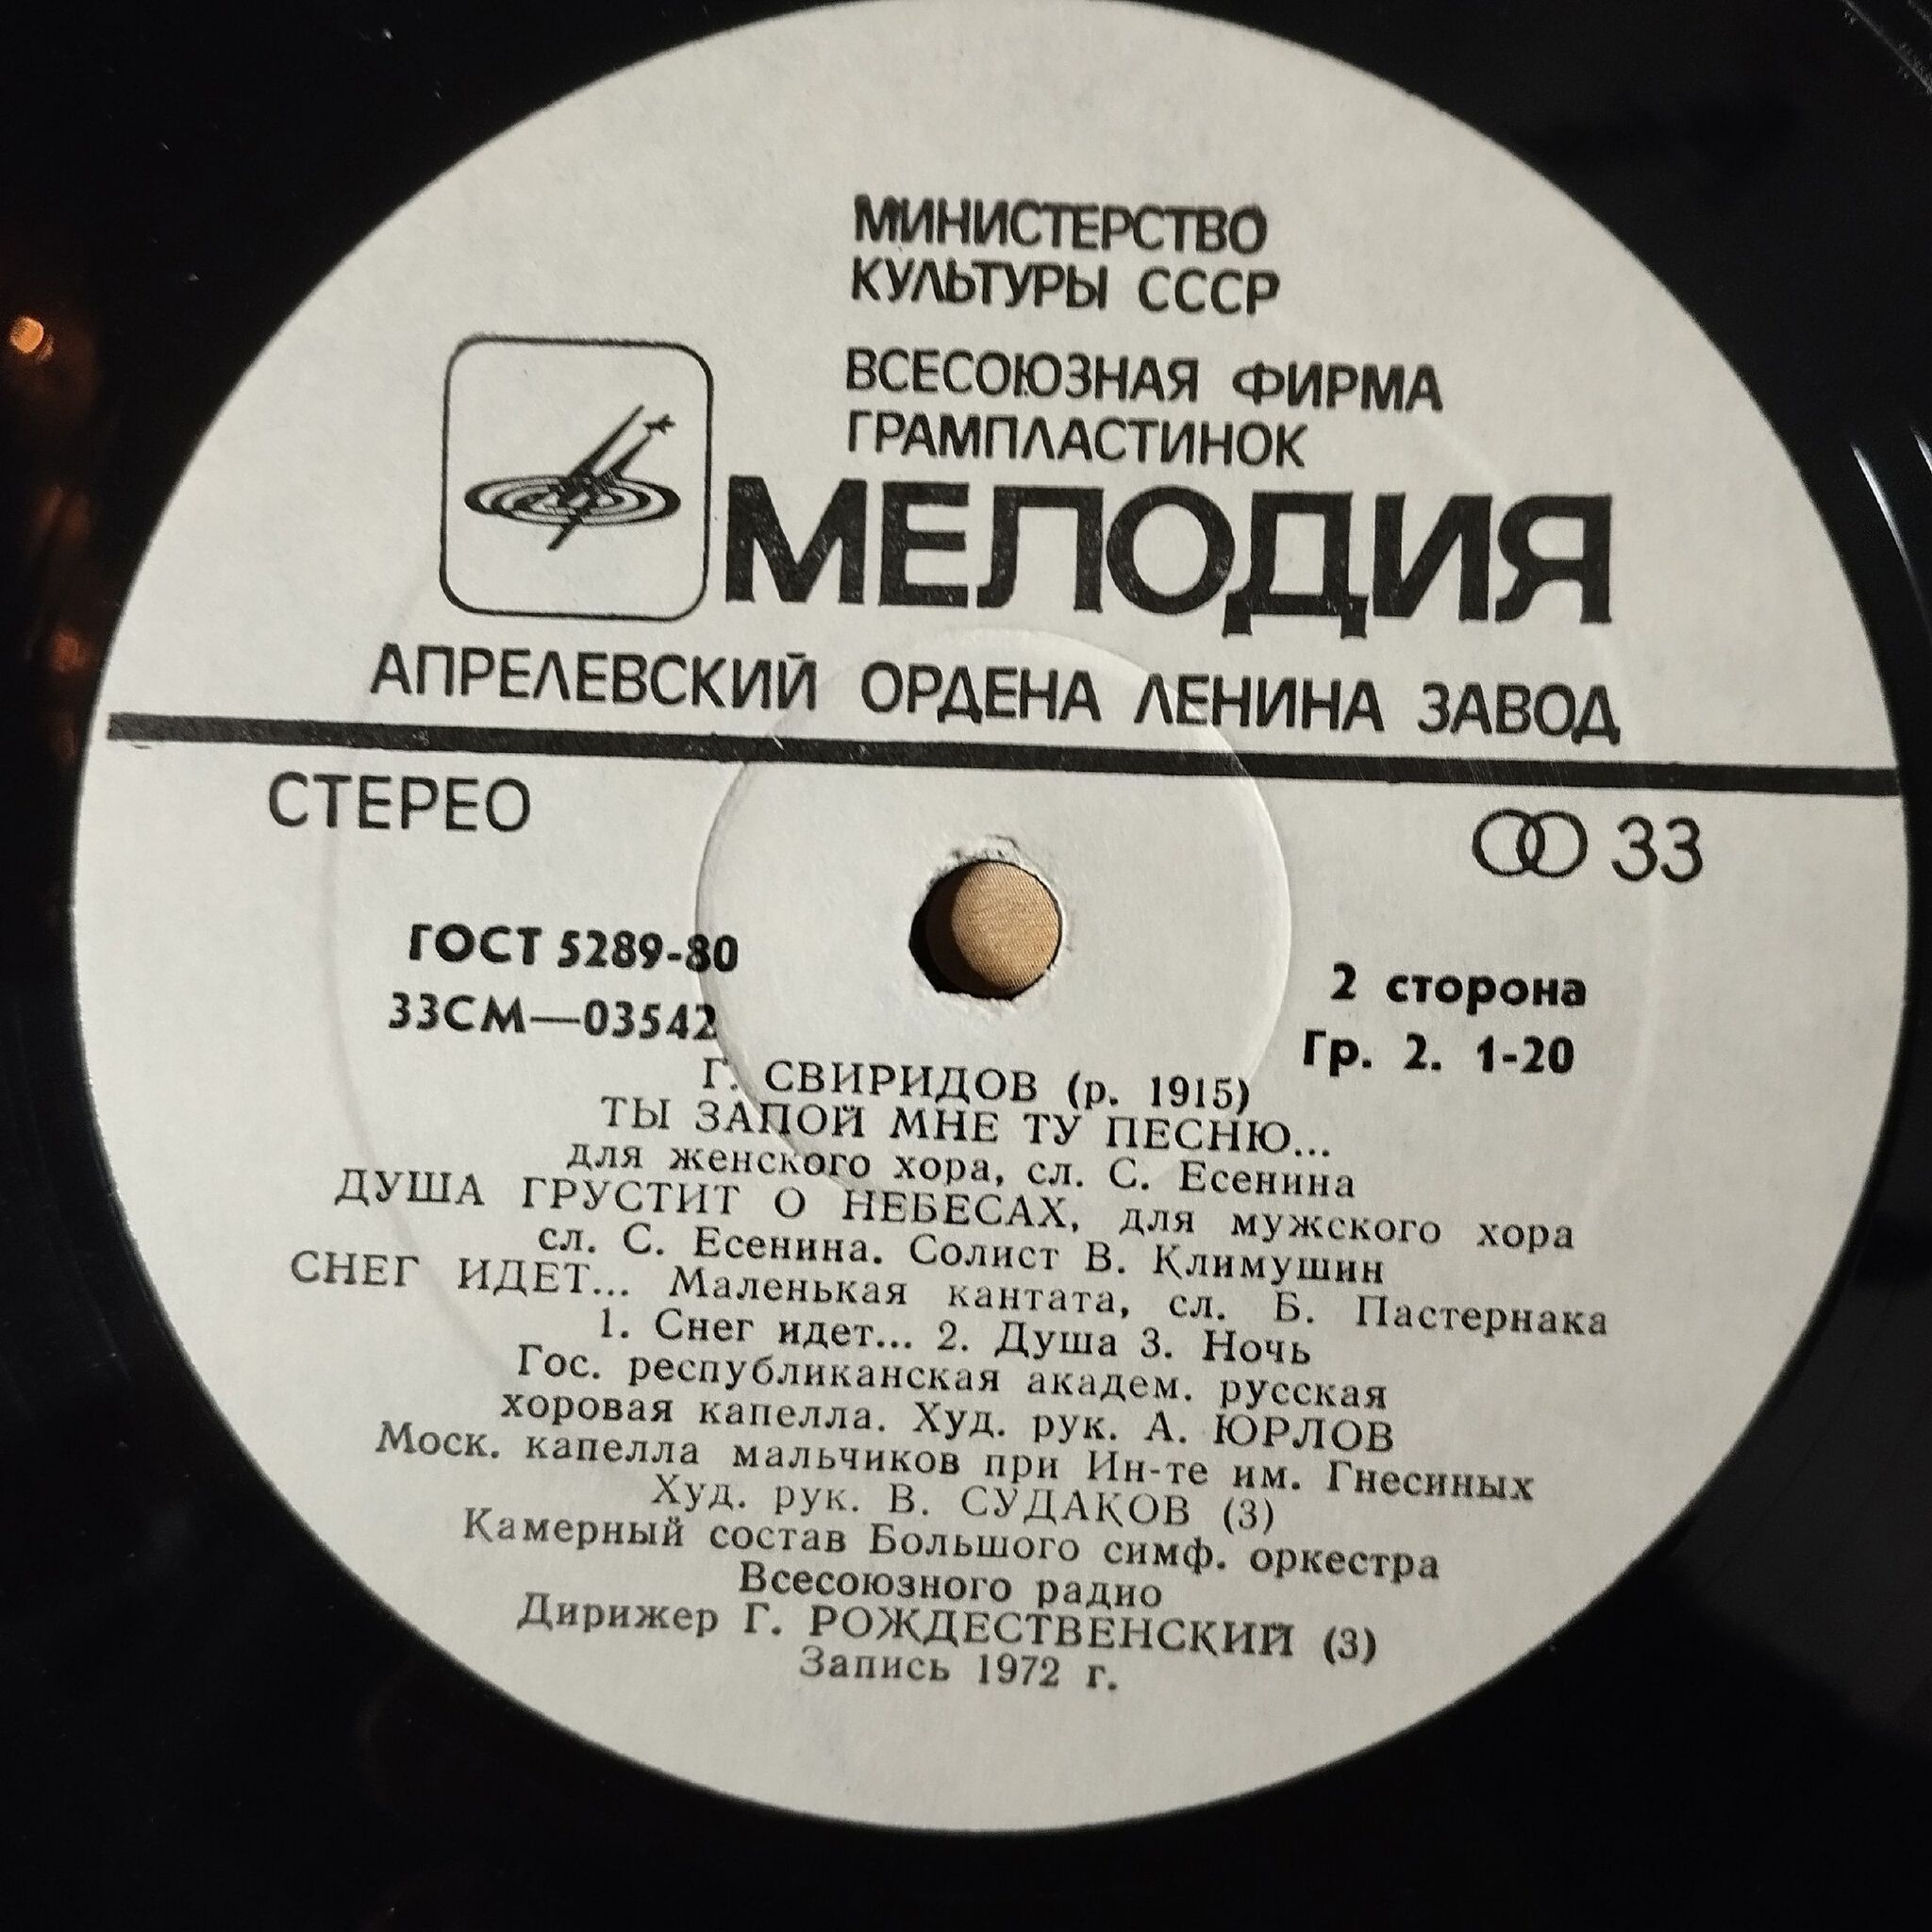 МИНИСТЕРСТВО
КУЛЬТУРЫ СССР
ВСЕСОЮЗНАЯ ФИРМА
ГРАМПЛАСТИНОК
МЕЛОДИЯ
АПРЕЛЕВСКИЙ ОРДЕНА ЛЕНИНА ЗАВОД
СТЕРЕО
33
ГОСТ 5289-80
33СМ—03542
2 сторона
Гр. 2. 1-20
Г. СВИРИДОВ (р. 1915)
ТЫ ЗАПОЙ МНЕ ТУ ПЕСНЮ...
для женского хора, сл. С. Есенина
ДУША ГРУСТИТ О НЕБЕСАХ, для мужского хора
сл. С. Есенина. Солист В. Климушин
СНЕГ ИДЕТ... Маленькая кантата, сл. Б. Пастернака
1. Снег идет... 2. Душа 3. Ночь
Гос. республиканская академ. русская
хоровая капелла. Худ. рук. А. ЮРЛОВ
Моск. капелла мальчиков при Ин-те им. Гнесиных
Худ. рук. В. СУДАКОВ (3)
Камерный состав Большого симф. оркестра
Всесоюзного радио
Дирижер Г. РОЖДЕСТВЕНСКИЙ (3)
Запись 1972 г.